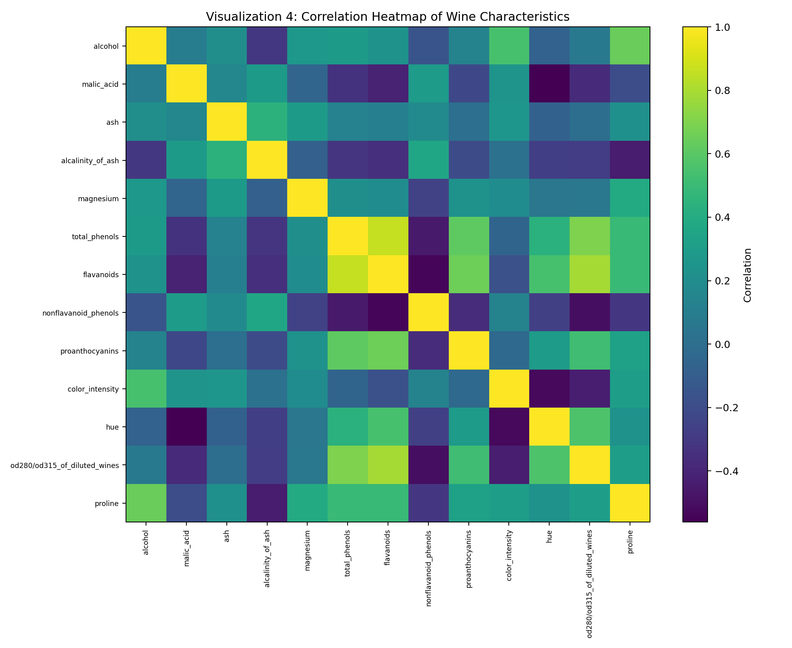 Visualization 4: Correlation Heatmap of Wine Characteristics
alcohol
malic_acid
ash
alcalinity_of_ash
magnesium
total_phenols
flavanoids
nonflavanoid_phenols
proanthocyanins
color_intensity
hue
od280/od315_of_diluted_wines
proline
alcohol
malic_acid
ash
alcalinity_of_ash
magnesium
total_phenols
flavanoids
nonflavanoid_phenols
proanthocyanins
color_intensity
hue
od280/od315_of_diluted_wines
proline
1.0
0.8
0.6
0.4
0.2
0.0
−0.2
−0.4
Correlation